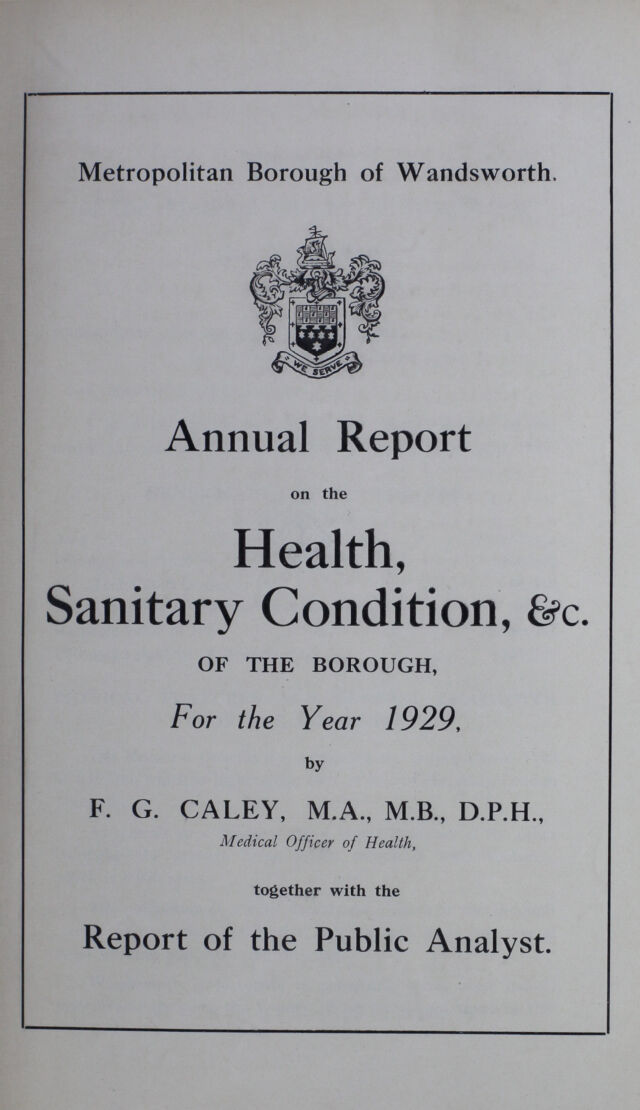 Metropolitan Borough of Wandsworth.
WE SERVE
Annual Report
on the
Health,
Sanitary Condition, &c.
OF THE BOROUGH,
For the Year 1929,
by
F. G. CALEY, M.A., M.B., D.P.H.,
Medical Officer of Health,
together with the
Report of the Public Analyst.